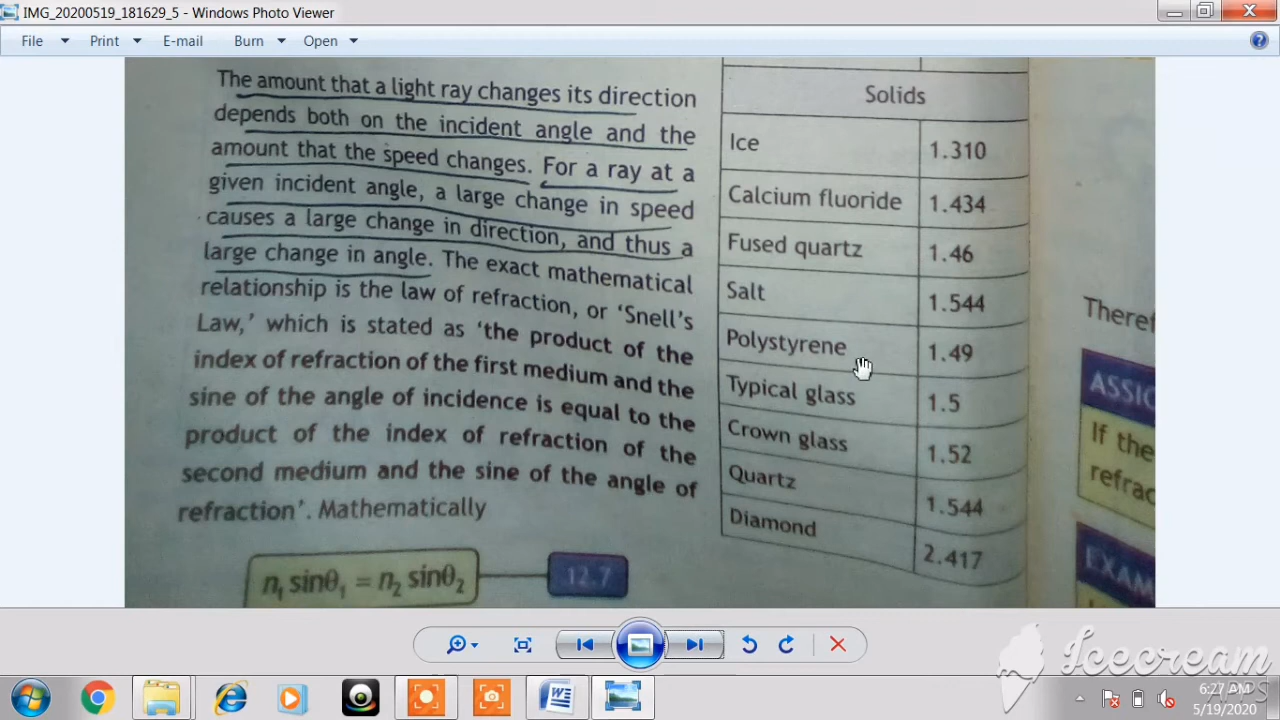 IMG_20200519_181629_5 - Windows Photo Viewer
File Print E-mail Burn Open
The amount that a light ray changes its direction
depends both on the incident angle and the
amount that the speed changes. For a ray at a
given incident angle, a large change in speed
causes a large change in direction, and thus a
large change in angle. The exact mathematical
relationship is the law of refraction, or ‘Snell’s
Law,’ which is stated as ‘the product of the
index of refraction of the first medium and the
sine of the angle of incidence is equal to the
product of the index of refraction of the
second medium and the sine of the angle of
refraction’. Mathematically
n₁ sinθ₁ = n₂ sinθ₂ 12.7
Solids
Ice 1.310
Calcium fluoride 1.434
Fused quartz 1.46
Salt 1.544
Polystyrene 1.49
Typical glass 1.5
Crown glass 1.52
Quartz 1.544
Diamond 2.417
Theref
ASSIG
If the
refrac
EXAM
Icecream
APPS
6:27 AM
5/19/2020